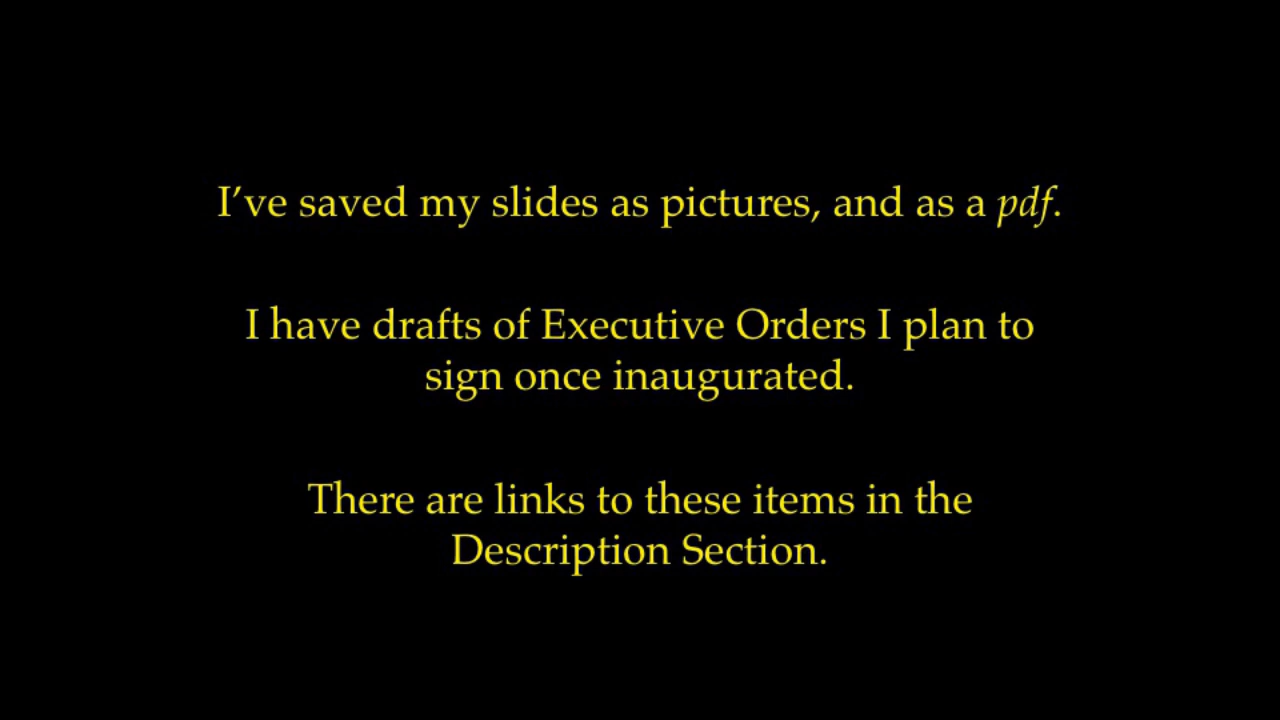 I’ve saved my slides as pictures, and as a pdf.
I have drafts of Executive Orders I plan to
sign once inaugurated.
There are links to these items in the
Description Section.